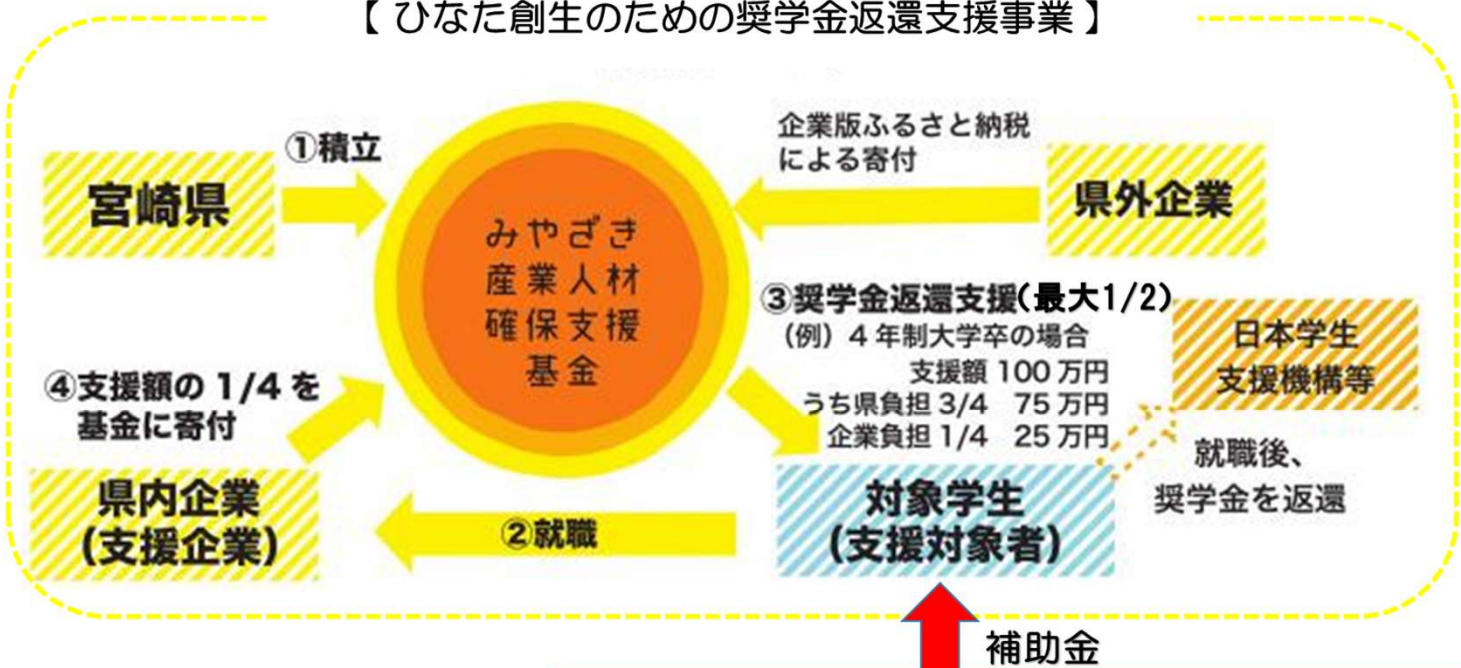 【 ひなた創生のための奨学金返還支援事業 】
①積立
宮崎県
みやざき
産業人材
確保支援
基金
企業版ふるさと納税
による寄付
県外企業
③奨学金返還支援(最大1/2)
(例) 4 年制大学卒の場合
支援額 100 万円
うち県負担 3/4 75 万円
企業負担 1/4 25 万円
日本学生
支援機構等
就職後、
奨学金を返還
④支援額の 1/4 を
基金に寄付
県内企業
(支援企業)
②就職
対象学生
(支援対象者)
補助金